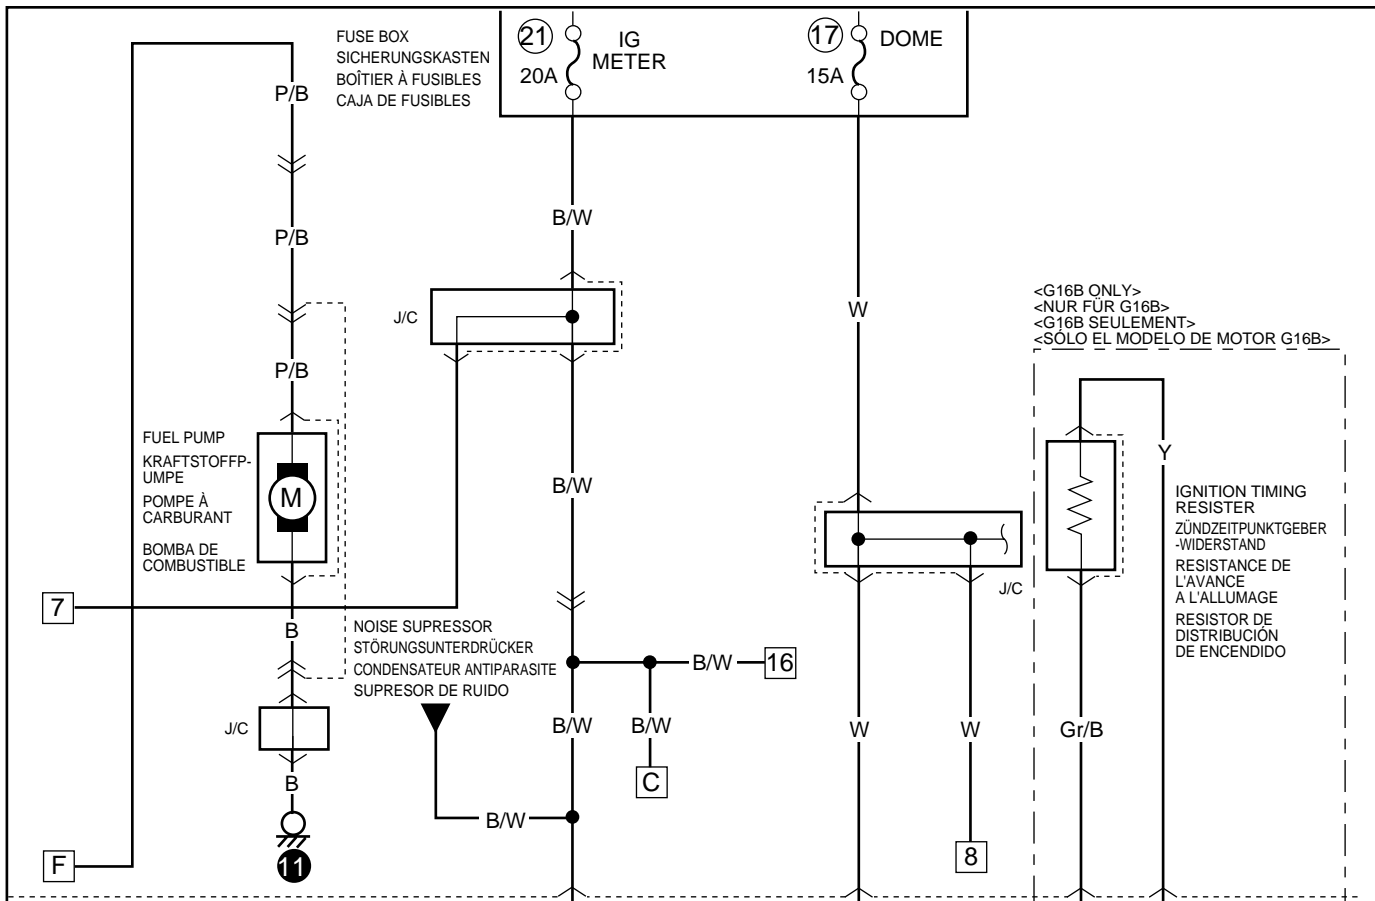 FUSE BOX
SICHERUNGSKASTEN
BOÎTIER À FUSIBLES
CAJA DE FUSIBLES
21
20A
IG
METER
17
15A
DOME
P/B
P/B
P/B
B/W
J/C
W
<G16B ONLY>
<NUR FÜR G16B>
<G16B SEULEMENT>
<SÓLO EL MODELO DE MOTOR G16B>
FUEL PUMP
KRAFTSTOFFP-
UMPE
POMPE À
CARBURANT
BOMBA DE
COMBUSTIBLE
M
B/W
Y
IGNITION TIMING
RESISTER
ZÜNDZEITPUNKTGEBER
-WIDERSTAND
RESISTANCE DE
L'AVANCE
A L'ALLUMAGE
RESISTOR DE
DISTRIBUCIÓN
DE ENCENDIDO
J/C
7
B
NOISE SUPRESSOR
STÖRUNGSUNTERDRÜCKER
CONDENSATEUR ANTIPARASITE
SUPRESOR DE RUIDO
B/W
16
J/C
B/W
B/W
W
W
Gr/B
B
C
B/W
F
11
8